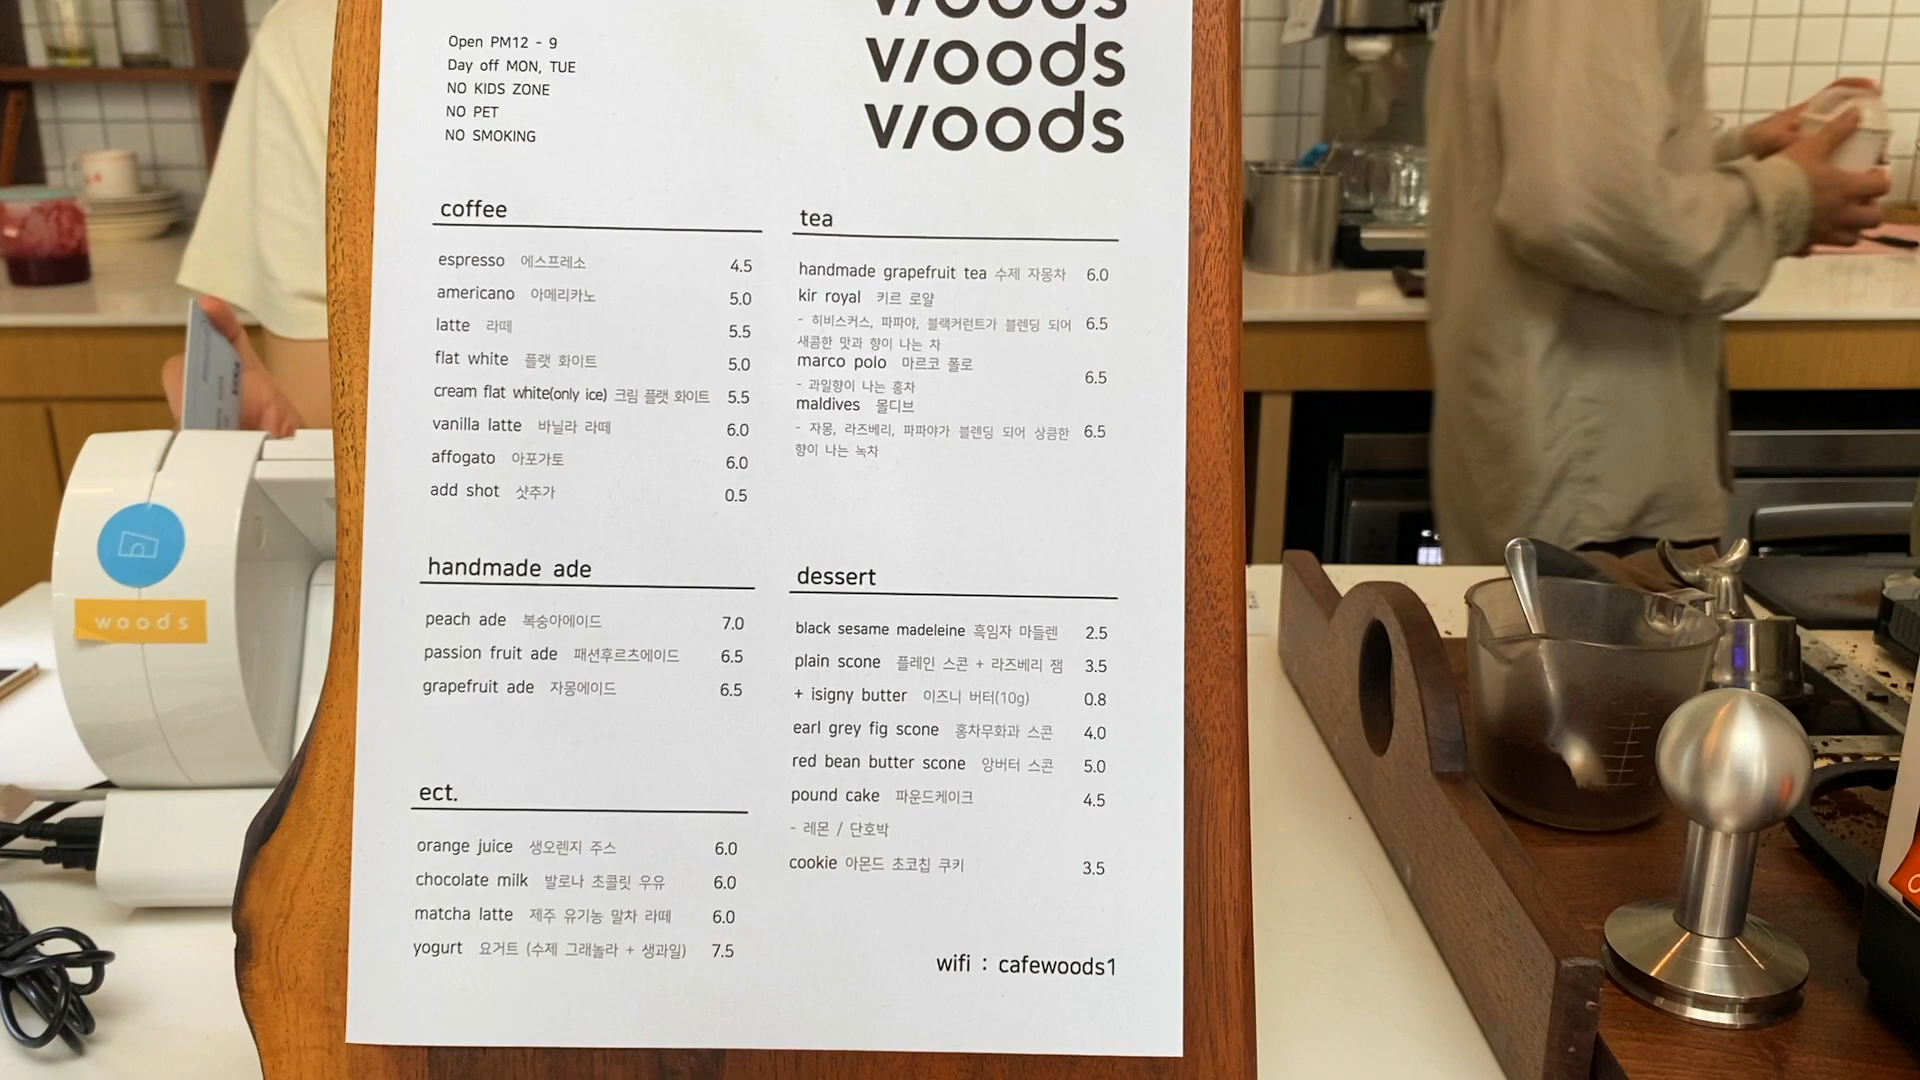 woods
woods
woods
Open PM12 - 9
Day off MON, TUE
NO KIDS ZONE
NO PET
NO SMOKING
coffee
espresso 에스프레소 4.5
americano 아메리카노 5.0
latte 라떼 5.5
flat white 플랫 화이트 5.0
cream flat white(only ice) 크림 플랫 화이트 5.5
vanilla latte 바닐라 라떼 6.0
affogato 아포가토 6.0
add shot 샷추가 0.5
tea
handmade grapefruit tea 수제 자몽차 6.0
kir royal 키르 로얄
- 히비스커스, 파파야, 블랙커런트가 블렌딩 되어 6.5
새콤한 맛과 향이 나는 차
marco polo 마르코 폴로
6.5
- 과일향이 나는 홍차
maldives 몰디브
- 자몽, 라즈베리, 파파야가 블렌딩 되어 상큼한 6.5
향이 나는 녹차
handmade ade
peach ade 복숭아에이드 7.0
passion fruit ade 패션후르츠에이드 6.5
grapefruit ade 자몽에이드 6.5
dessert
black sesame madeleine 흑임자 마들렌 2.5
plain scone 플레인 스콘 + 라즈베리 잼 3.5
+ isigny butter 이즈니 버터(10g) 0.8
earl grey fig scone 홍차무화과 스콘 4.0
red bean butter scone 앙버터 스콘 5.0
pound cake 파운드케이크 4.5
- 레몬 / 단호박
cookie 아몬드 초코칩 쿠키 3.5
ect.
orange juice 생오렌지 주스 6.0
chocolate milk 발로나 초콜릿 우유 6.0
matcha latte 제주 유기농 말차 라떼 6.0
yogurt 요거트 (수제 그래놀라 + 생과일) 7.5
wifi : cafewoods1
woods